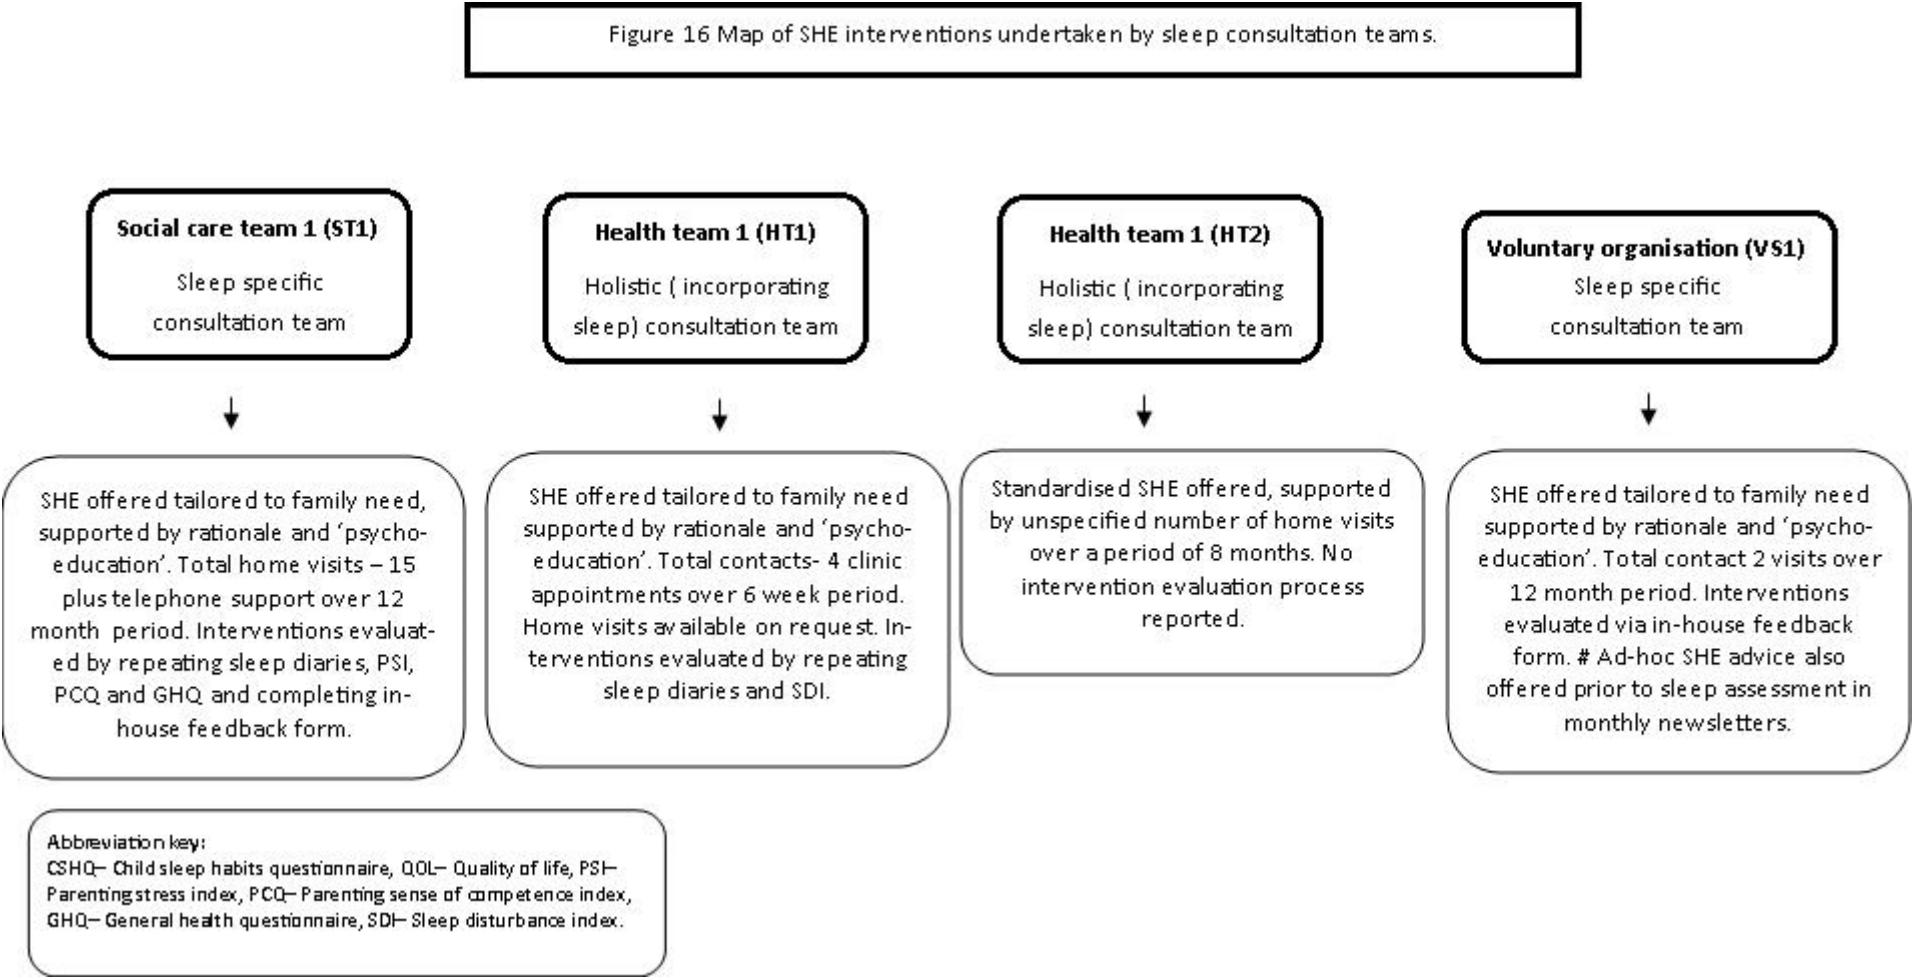 Figure 16 Map of SHE interventions undertaken by sleep consultation teams.
Social care team 1 (ST1)
Sleep specific
consultation team
Health team 1 (HT1)
Holistic ( incorporating
sleep) consultation team
Health team 1 (HT2)
Holistic ( incorporating
sleep) consultation team
Voluntary organisation (VS1)
Sleep specific
consultation team
SHE offered tailored to family need,
supported by rationale and ‘psycho-
education’. Total home visits – 15
plus telephone support over 12
month period. Interventions evaluat-
ed by repeating sleep diaries, PSI,
PCQ and GHQ and completing in-
house feedback form.
SHE offered tailored to family need
supported by rationale and ‘psycho-
education’. Total contacts- 4 clinic
appointments over 6 week period.
Home visits available on request. In-
terventions evaluated by repeating
sleep diaries and SDI.
Standardised SHE offered, supported
by unspecified number of home visits
over a period of 8 months. No
intervention evaluation process
reported.
SHE offered tailored to family need
supported by rationale and ‘psycho-
education’. Total contact 2 visits over
12 month period. Interventions
evaluated via in-house feedback
form. # Ad-hoc SHE advice also
offered prior to sleep assessment in
monthly newsletters.
Abbreviation key:
CSHQ– Child sleep habits questionnaire, QOL– Quality of life, PSI–
Parenting stress index, PCQ– Parenting sense of competence index,
GHQ– General health questionnaire, SDI– Sleep disturbance index.